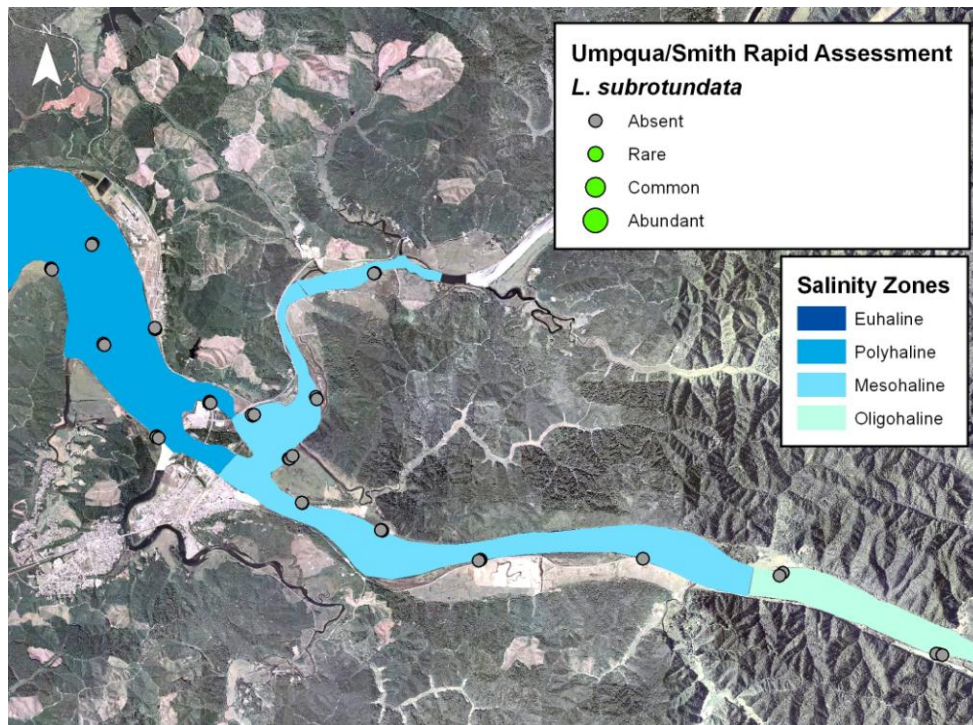 Umpqua/Smith Rapid Assessment
L. subrotundata
Absent
Rare
Common
Abundant
Salinity Zones
Euhaline
Polyhaline
Mesohaline
Oligohaline